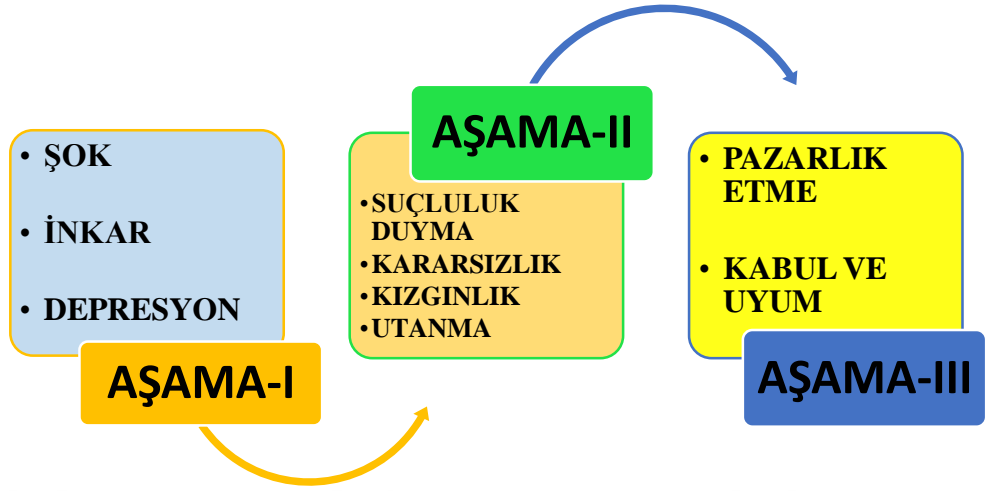 • ŞOK
• İNKAR
• DEPRESYON
AŞAMA-I
AŞAMA-II
•SUÇLULUK
DUYMA
•KARARSIZLIK
•KIZGINLIK
•UTANMA
• PAZARLIK
ETME
• KABUL VE
UYUM
AŞAMA-III